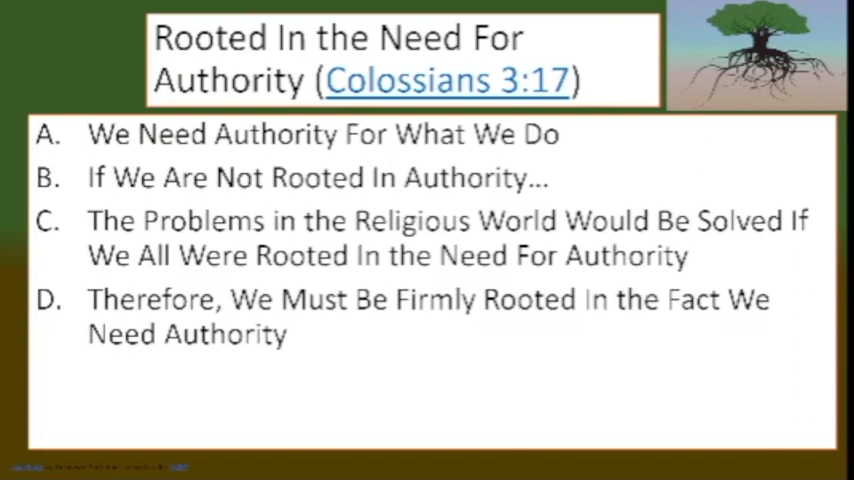 Rooted In the Need For
Authority (Colossians 3:17)
A. We Need Authority For What We Do
B. If We Are Not Rooted In Authority...
C. The Problems in the Religious World Would Be Solved If
We All Were Rooted In the Need For Authority
D. Therefore, We Must Be Firmly Rooted In the Fact We
Need Authority